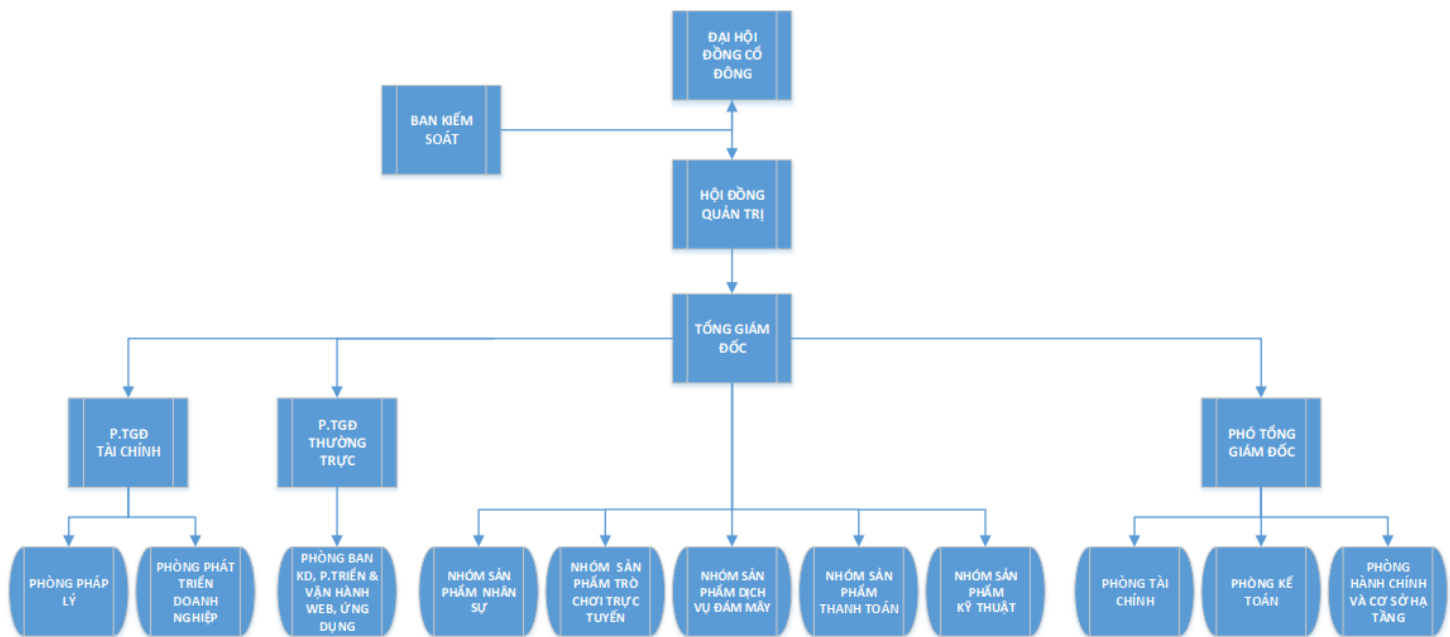 ĐẠI HỘI
ĐỒNG CỔ
ĐÔNG
BAN KIỂM
SOÁT
HỘI ĐỒNG
QUẢN TRỊ
TỔNG GIÁM
ĐỐC
P.TGĐ
TÀI CHÍNH
P.TGĐ
THƯỜNG
TRỰC
PHÓ TỔNG
GIÁM ĐỐC
PHÒNG PHÁP
LÝ
PHÒNG PHÁT
TRIỂN
DOANH
NGHIỆP
PHÒNG BAN
KD, P.TRIỂN &
VẬN HÀNH
WEB, ỨNG
DỤNG
NHÓM SẢN
PHẨM NHÂN
SỰ
NHÓM SẢN
PHẨM TRÒ
CHƠI TRỰC
TUYẾN
NHÓM SẢN
PHẨM DỊCH
VỤ ĐÁM MÂY
NHÓM SẢN
PHẨM
THANH TOÁN
NHÓM SẢN
PHẨM
KỸ THUẬT
PHÒNG TÀI
CHÍNH
PHÒNG KẾ
TOÁN
PHÒNG
HÀNH CHÍNH
VÀ CƠ SỞ HẠ
TẦNG